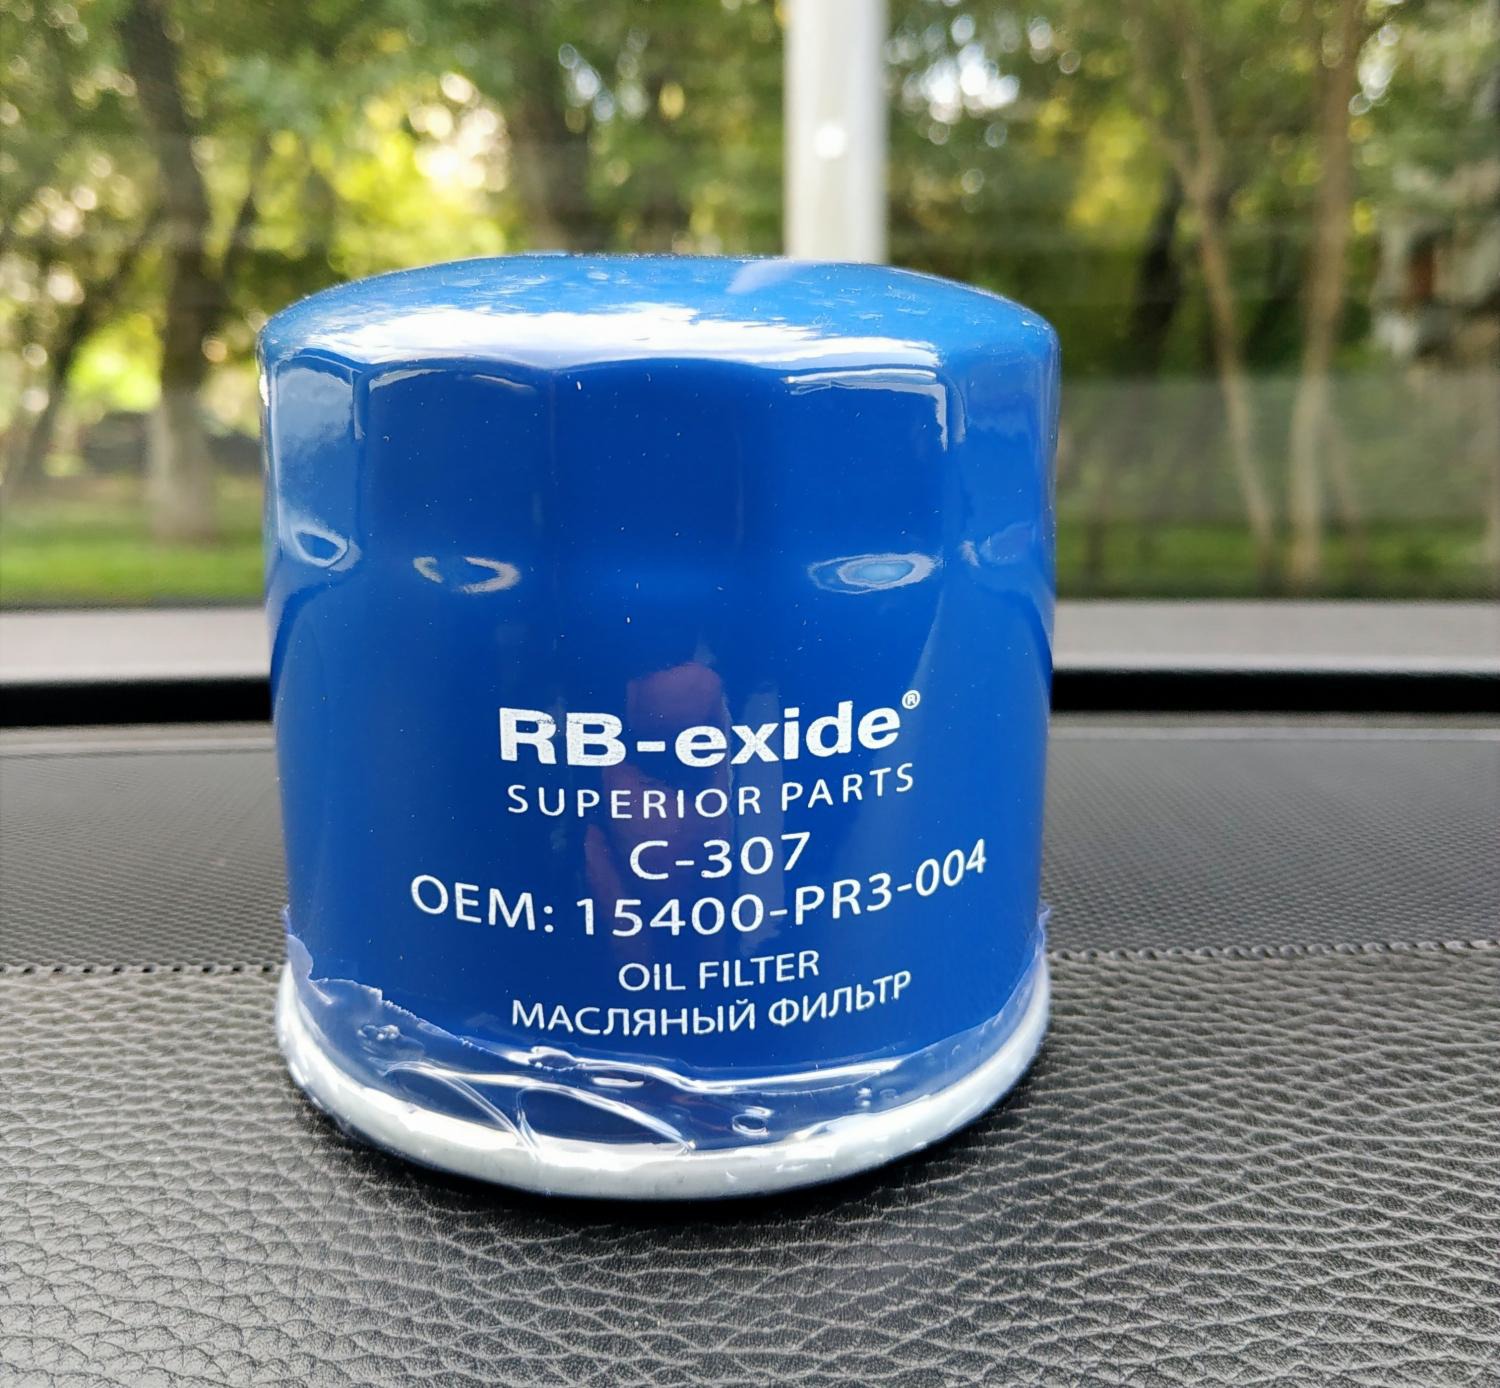 RB-exide®
SUPERIOR PARTS
C-307
OEM: 15400-PR3-004
OIL FILTER
МАСЛЯНЫЙ ФИЛЬТР